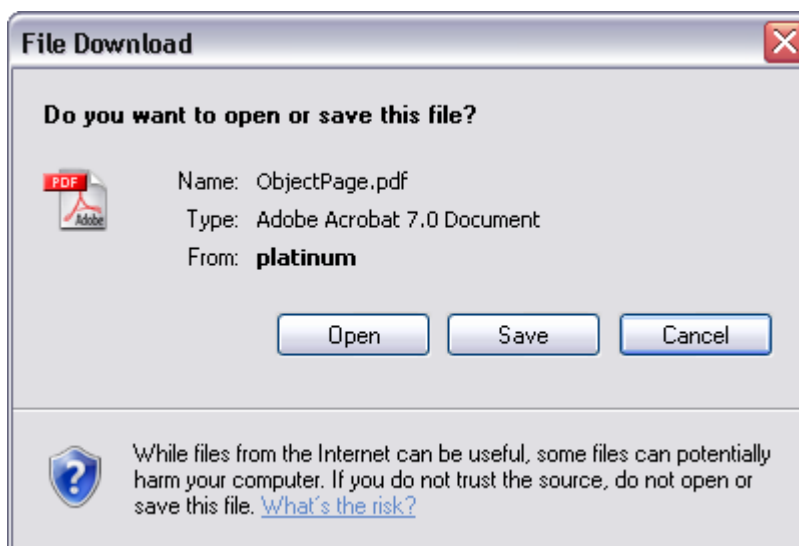 File Download
Do you want to open or save this file?
PDF
Adobe
Name: ObjectPage.pdf
Type: Adobe Acrobat 7.0 Document
From: platinum
Open Save Cancel
?
While files from the Internet can be useful, some files can potentially
harm your computer. If you do not trust the source, do not open or
save this file. What's the risk?